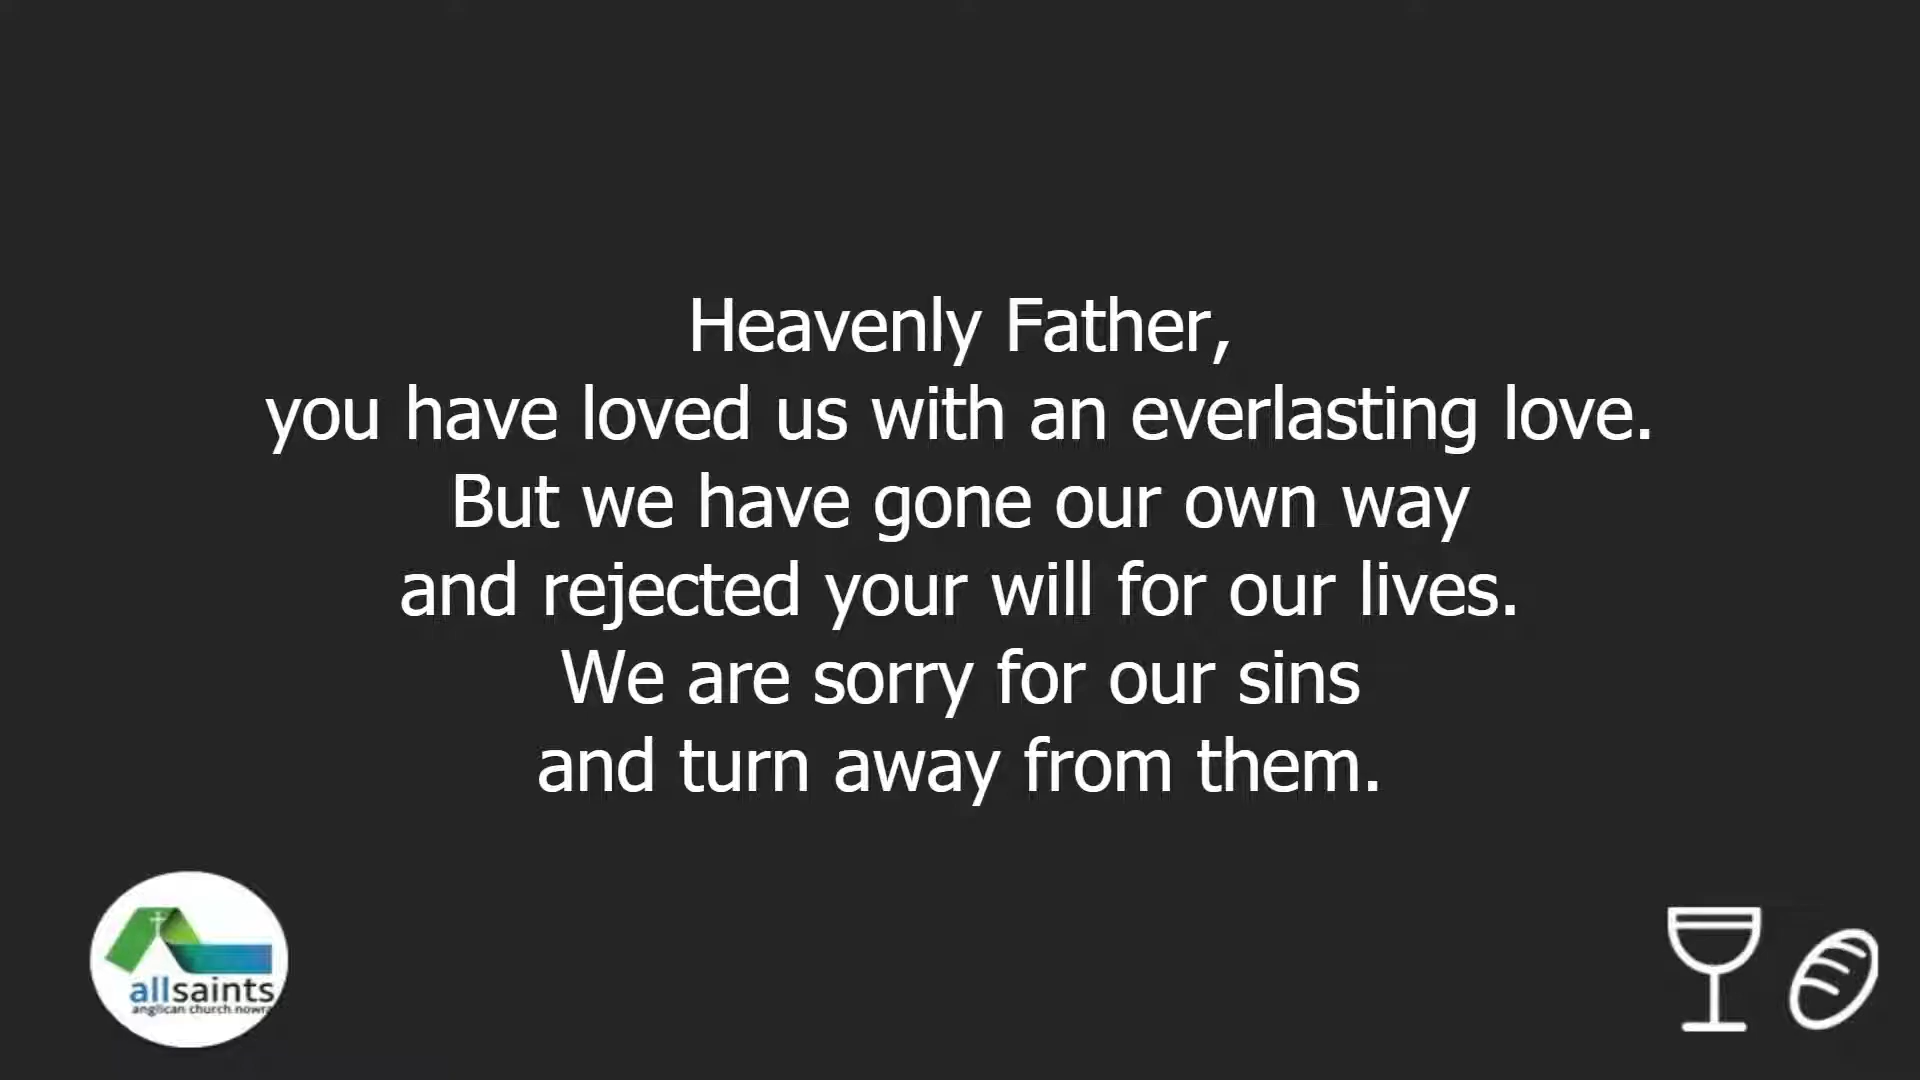 Heavenly Father,
you have loved us with an everlasting love.
But we have gone our own way
and rejected your will for our lives.
We are sorry for our sins
and turn away from them.
allsaints
anglican church nowra